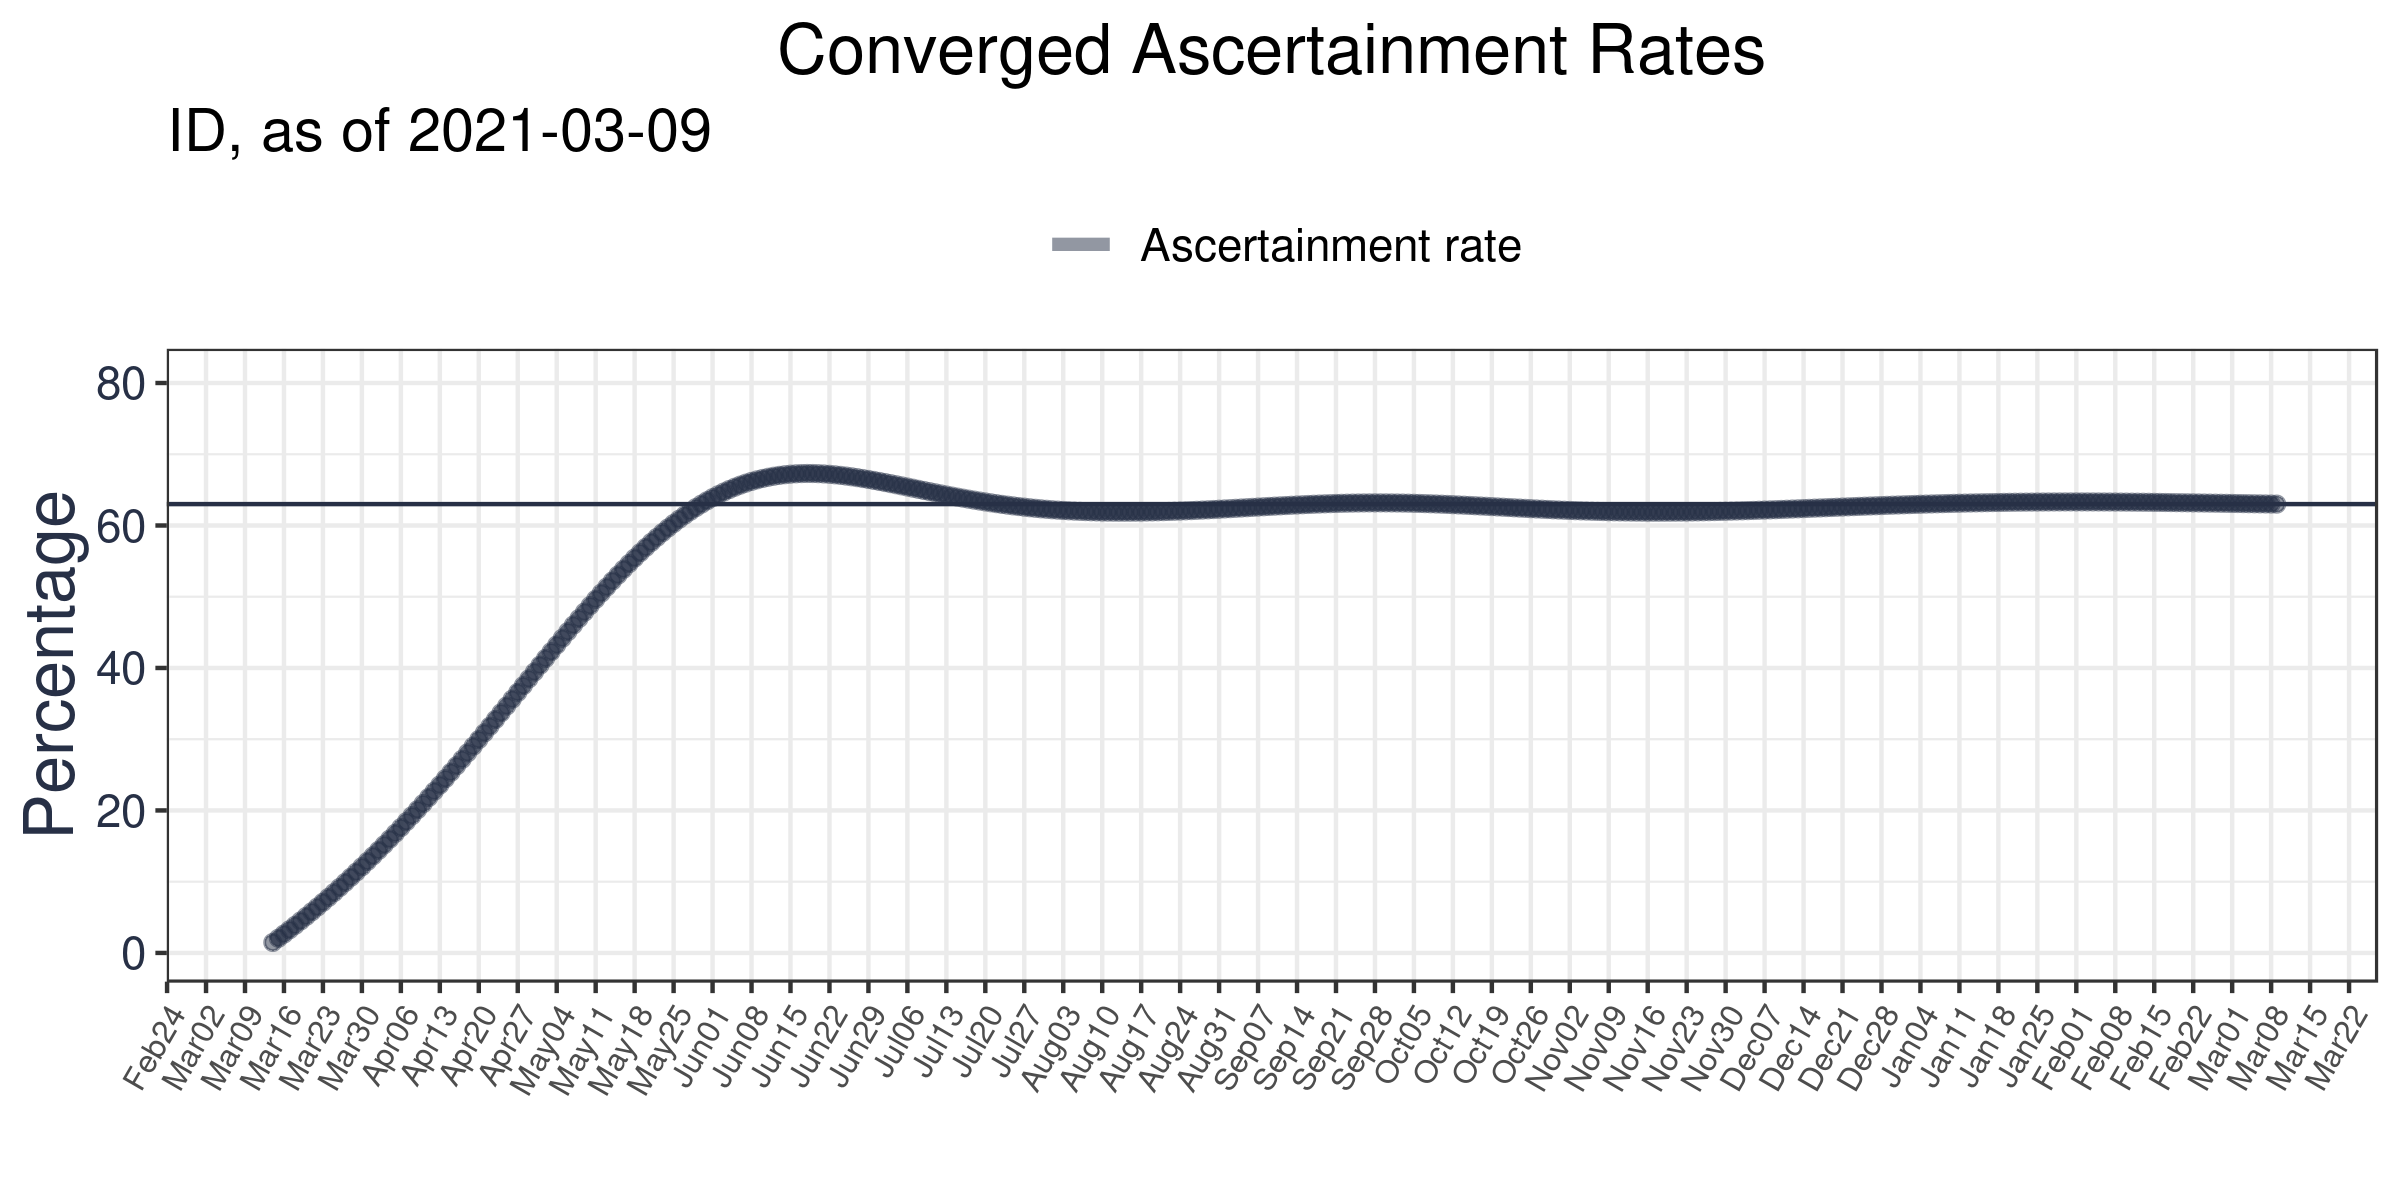 Converged Ascertainment Rates
ID, as of 2021-03-09
Ascertainment rate
Percentage
80
60
40
20
0
Feb24 Mar02 Mar09 Mar16 Mar23 Mar30 Apr06 Apr13 Apr20 Apr27 May04 May11 May18 May25 Jun01 Jun08 Jun15 Jun22 Jun29 Jul06 Jul13 Jul20 Jul27 Aug03 Aug10 Aug17 Aug24 Aug31 Sep07 Sep14 Sep21 Sep28 Oct05 Oct12 Oct19 Oct26 Nov02 Nov09 Nov16 Nov23 Nov30 Dec07 Dec14 Dec21 Dec28 Jan04 Jan11 Jan18 Jan25 Feb01 Feb08 Feb15 Feb22 Mar01 Mar08 Mar15 Mar22